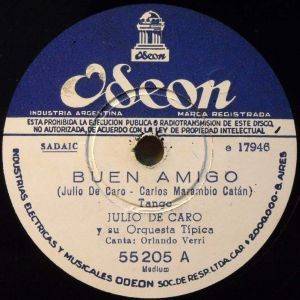 Odeon
Odeon
INDUSTRIA ARGENTINA MARCA REGISTRADA
ESTA PROHIBIDA LA EJECUCION PUBLICA O RADIOTRANSMISION DE ESTE DISCO,
NO AUTORIZADA, DE ACUERDO CON LA LEY DE PROPIEDAD INTELECTUAL
SADAIC e 17946
BUEN AMIGO
(Julio De Caro - Carlos Marambio Catán)
Tango
JULIO DE CARO
y su Orquesta Típica
Canta: Orlando Verri
55205 A
Medium
INDUSTRIAS ELECTRICAS Y MUSICALES ODEON SOC. DE RESP. LTDA. CAP. $ 2.000.000 - B. AIRES